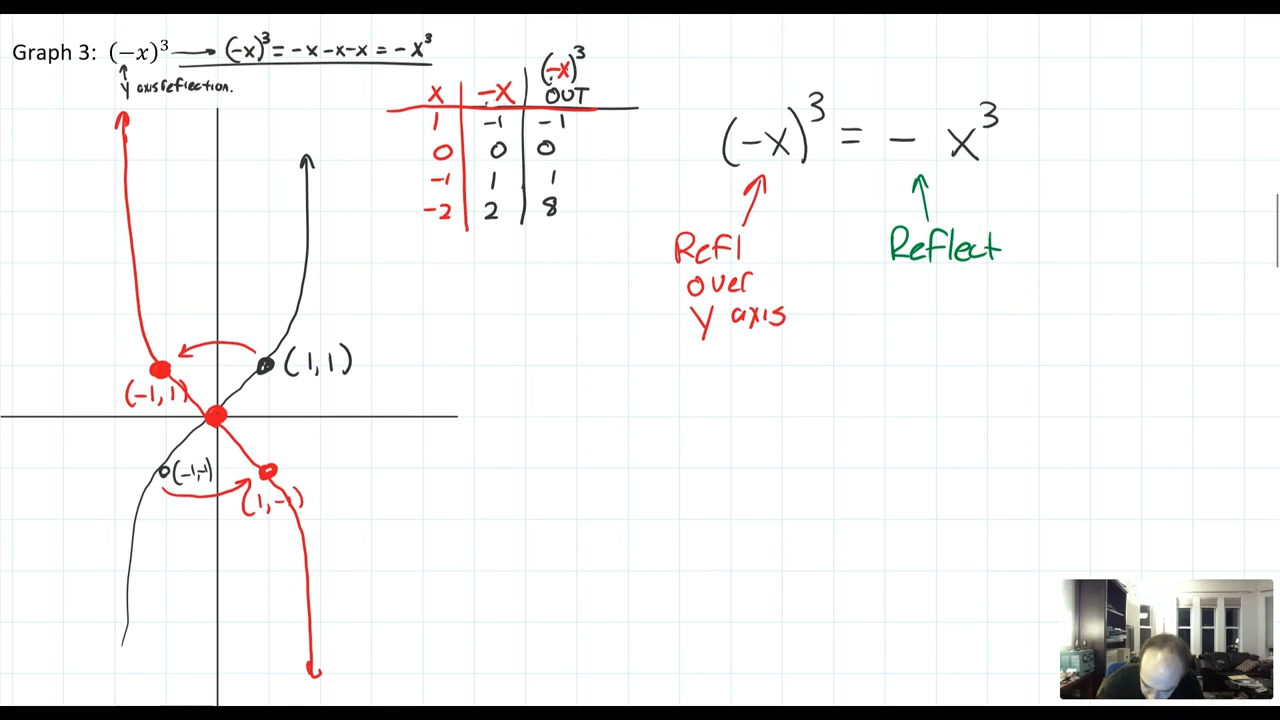 Graph 3: (−x)³ → (-x)³ = -x -x -x = -x³
↑
Y axis reflection.
x | -x | (-x)³ OUT
1 | -1 | -1
0 | 0 | 0
-1 | 1 | 1
-2 | 2 | 8
(1,1)
(-1,1)
(-1,-1)
(1,-1)
(-x)³ = - x³
Refl
over
Y axis
Reflect